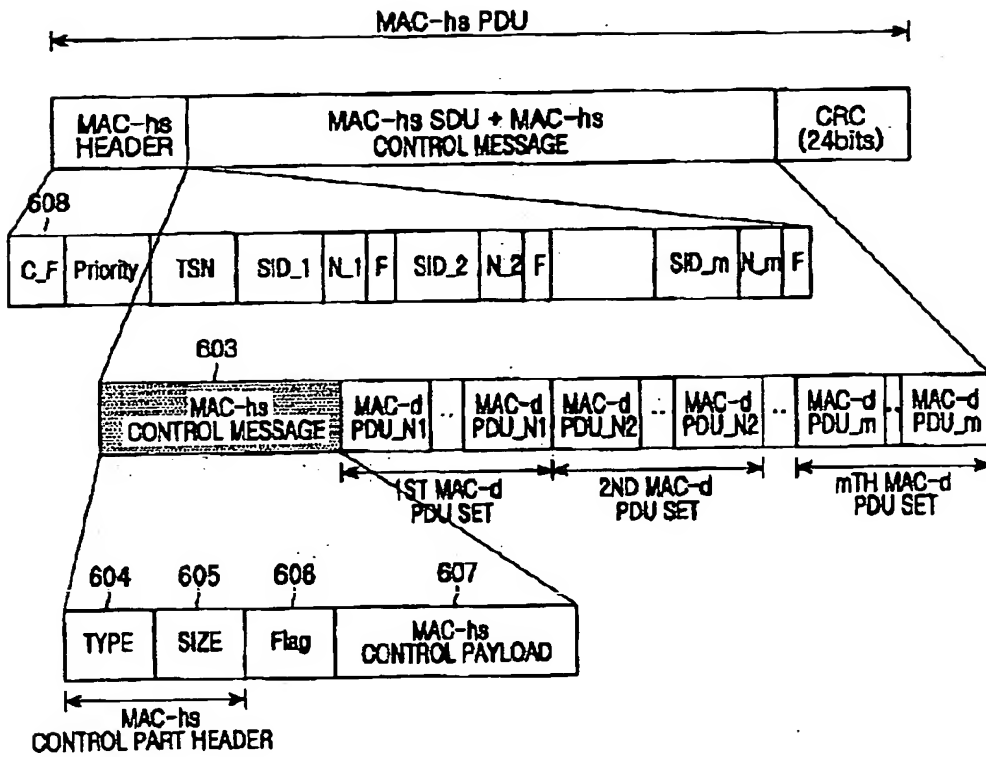 MAC-hs PDU
MAC-hs
HEADER
MAC-hs SDU + MAC-hs
CONTROL MESSAGE
CRC
(24bits)
608
C_F
Priority
TSN
SID_1
N_1
F
SID_2
N_2
F
SID_m
N_m
F
603
MAC-hs
CONTROL MESSAGE
MAC-d
PDU_N1
..
MAC-d
PDU_N1
MAC-d
PDU_N2
..
MAC-d
PDU_N2
..
MAC-d
PDU_m
..
MAC-d
PDU_m
1ST MAC-d
PDU SET
2ND MAC-d
PDU SET
mTH MAC-d
PDU SET
604
605
606
607
TYPE
SIZE
Flag
MAC-hs
CONTROL PAYLOAD
MAC-hs
CONTROL PART HEADER